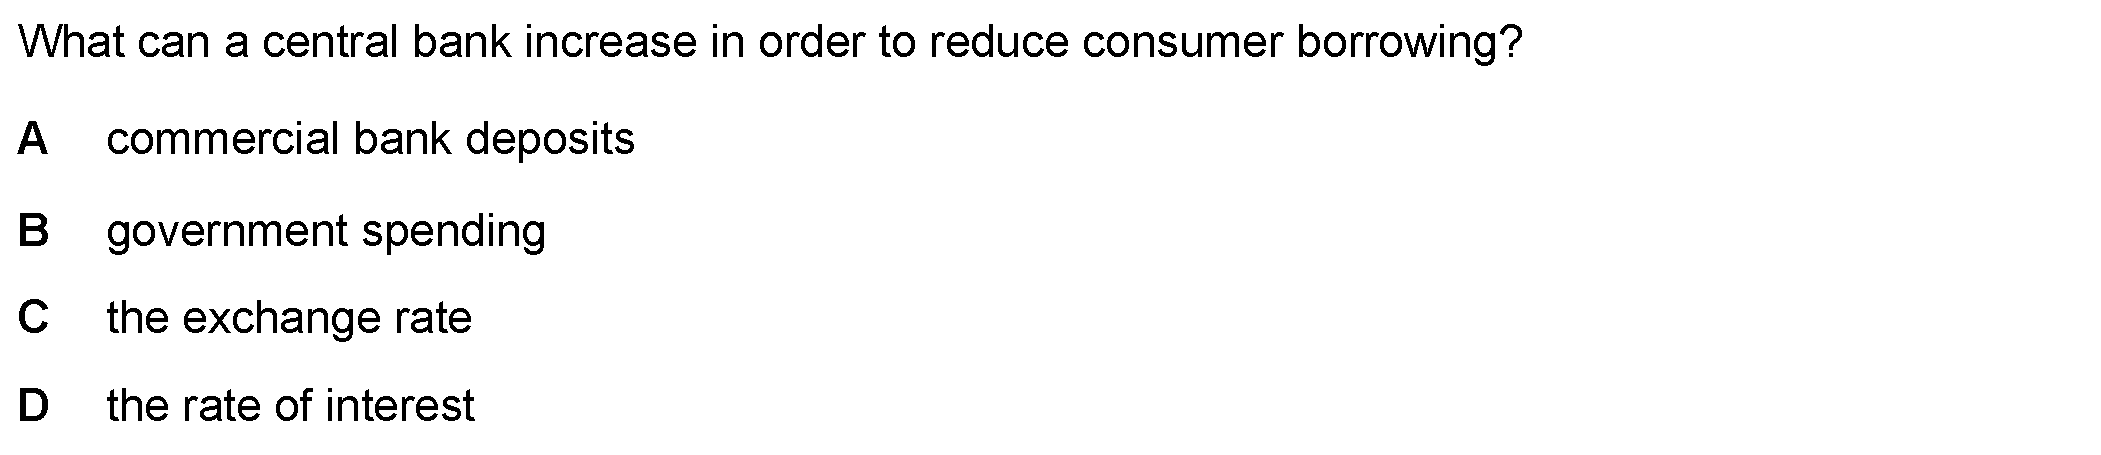 What can a central bank increase in order to reduce consumer borrowing?
A commercial bank deposits
B government spending
C the exchange rate
D the rate of interest